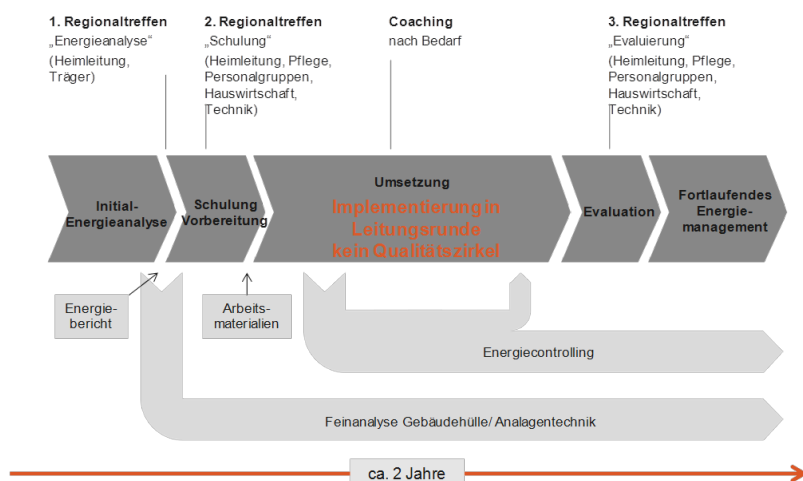 1. Regionaltreffen
„Energieanalyse“
(Heimleitung,
Träger)
2. Regionaltreffen
„Schulung“
(Heimleitung, Pflege,
Personalgruppen,
Hauswirtschaft,
Technik)
Coaching
nach Bedarf
3. Regionaltreffen
„Evaluierung“
(Heimleitung, Pflege,
Personalgruppen,
Hauswirtschaft,
Technik)
Initial-
Energieanalyse
Schulung
Vorbereitung
Umsetzung
Implementierung in
Leitungsrunde
kein Qualitätszirkel
Evaluation
Fortlaufendes
Energie-
management
Energie-
bericht
Arbeits-
materialien
Energiecontrolling
Feinanalyse Gebäudehülle/ Analagentechnik
ca. 2 Jahre